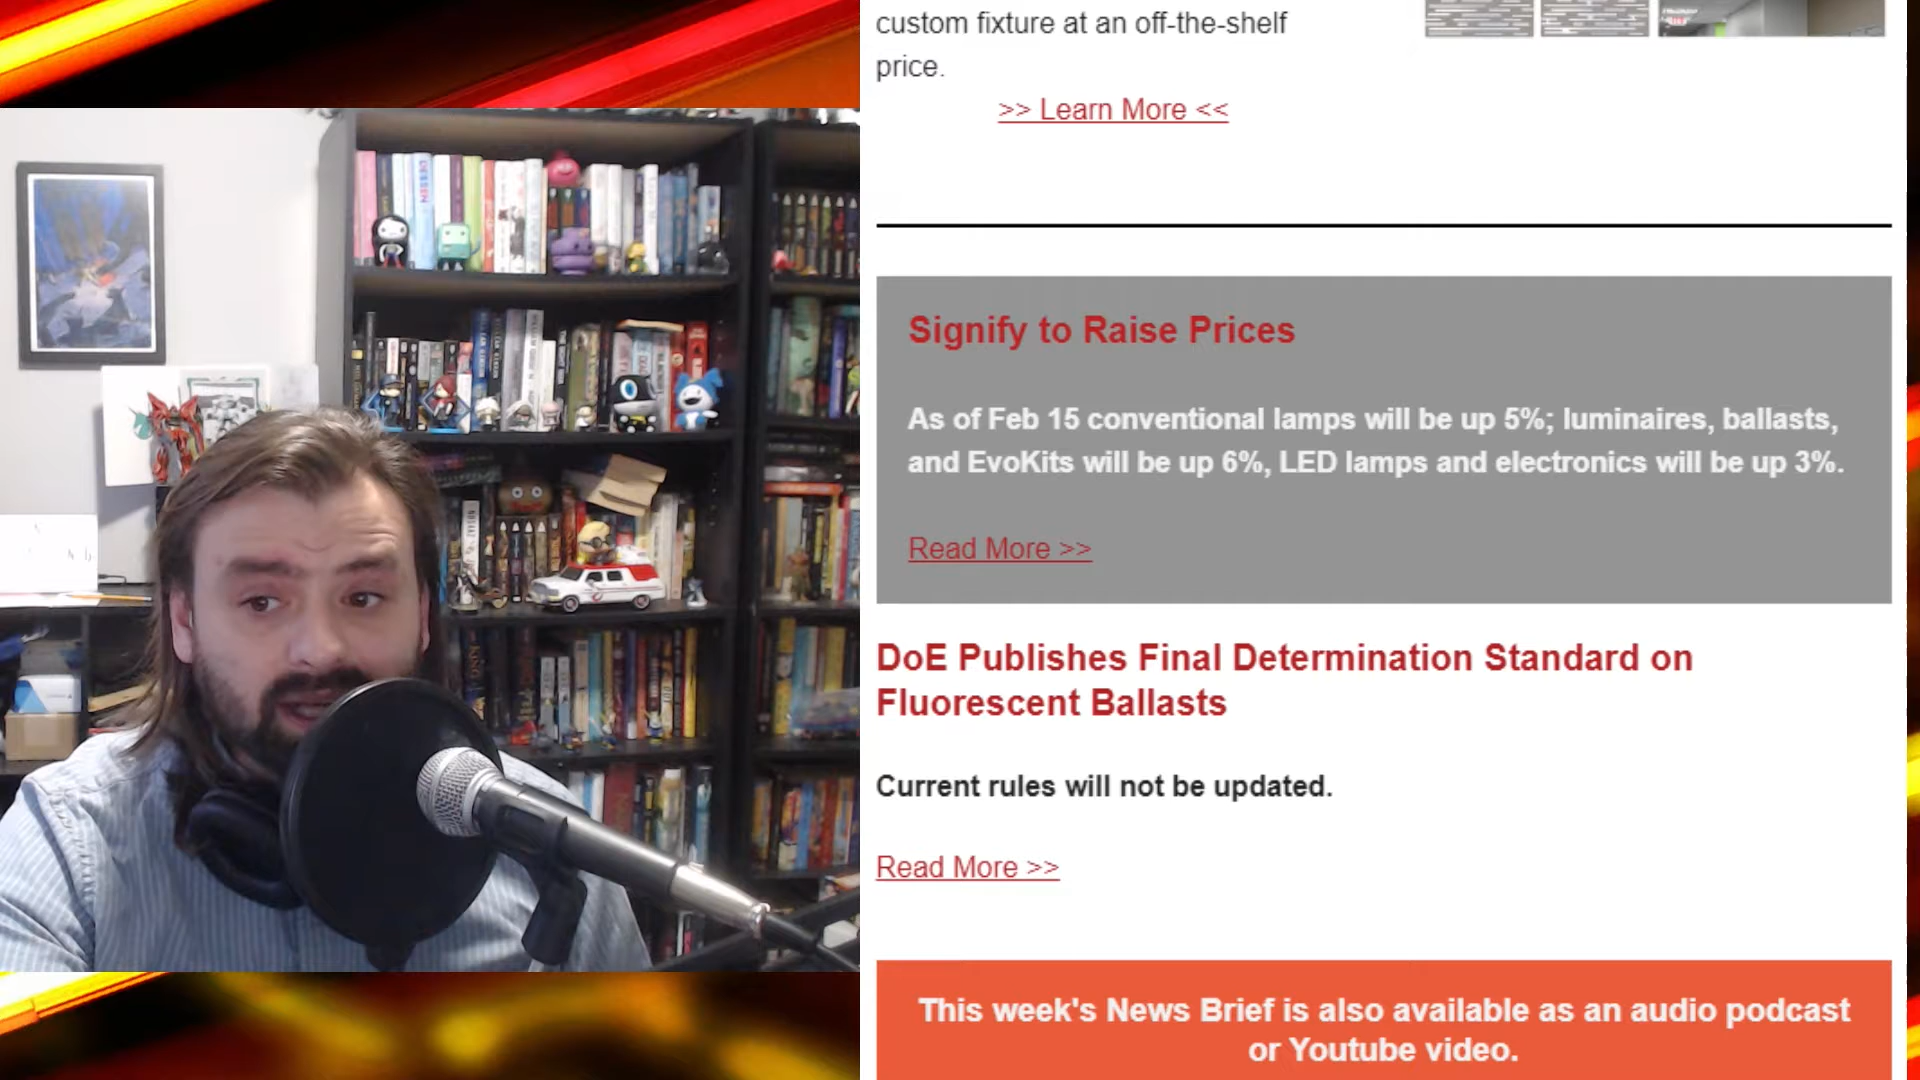 custom fixture at an off-the-shelf
price.
>> Learn More <<
Signify to Raise Prices
As of Feb 15 conventional lamps will be up 5%; luminaires, ballasts,
and EvoKits will be up 6%, LED lamps and electronics will be up 3%.
Read More >>
DoE Publishes Final Determination Standard on
Fluorescent Ballasts
Current rules will not be updated.
Read More >>
This week's News Brief is also available as an audio podcast
or Youtube video.
DESSEN